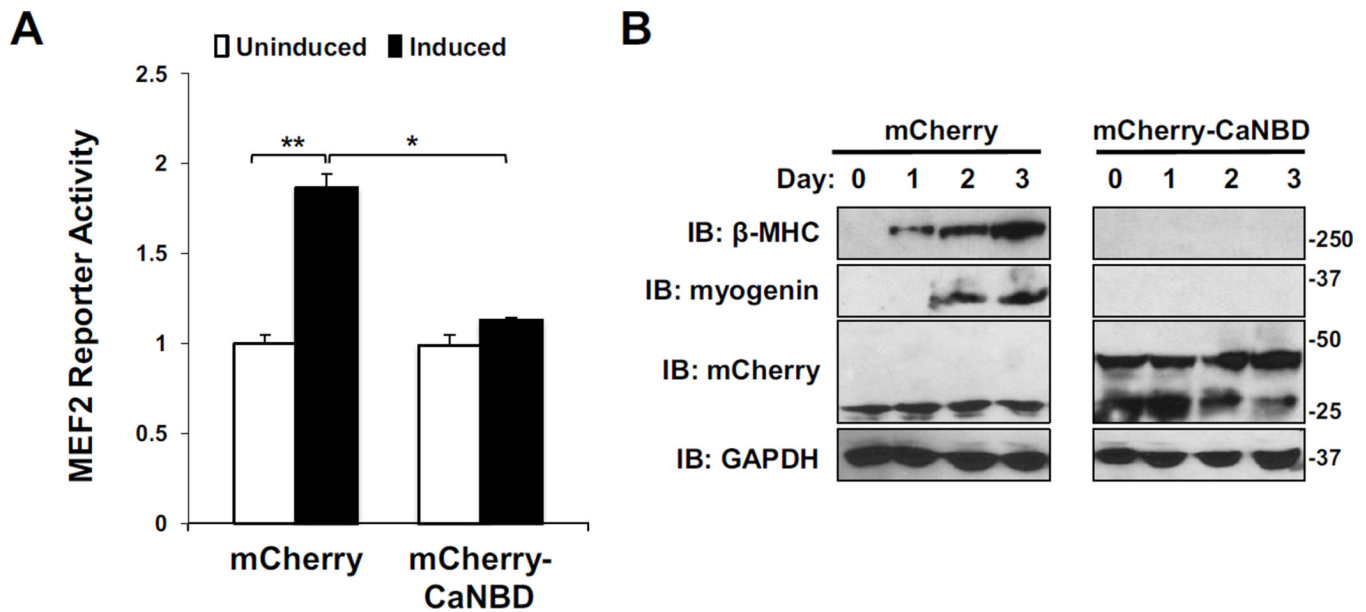 A
Uninduced Induced
2.5
2
1.5
1
0.5
0
MEF2 Reporter Activity
**
*
mCherry
mCherry-
CaNBD
B
mCherry mCherry-CaNBD
Day: 0 1 2 3 0 1 2 3
IB: β-MHC -250
IB: myogenin -37
IB: mCherry -50
-25
IB: GAPDH -37